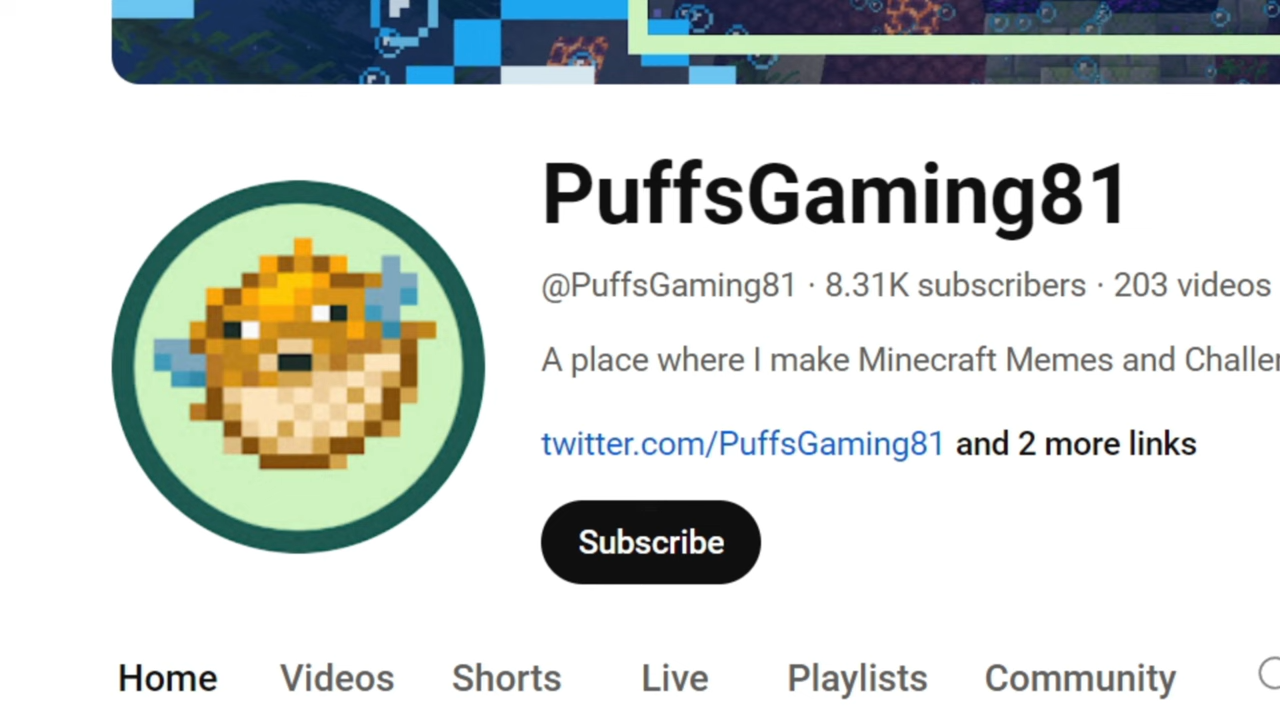 PuffsGaming81
@PuffsGaming81 · 8.31K subscribers · 203 videos
A place where I make Minecraft Memes and
twitter.com/PuffsGaming81 and 2 more links
Subscribe
Home Videos Shorts Live Playlists Community